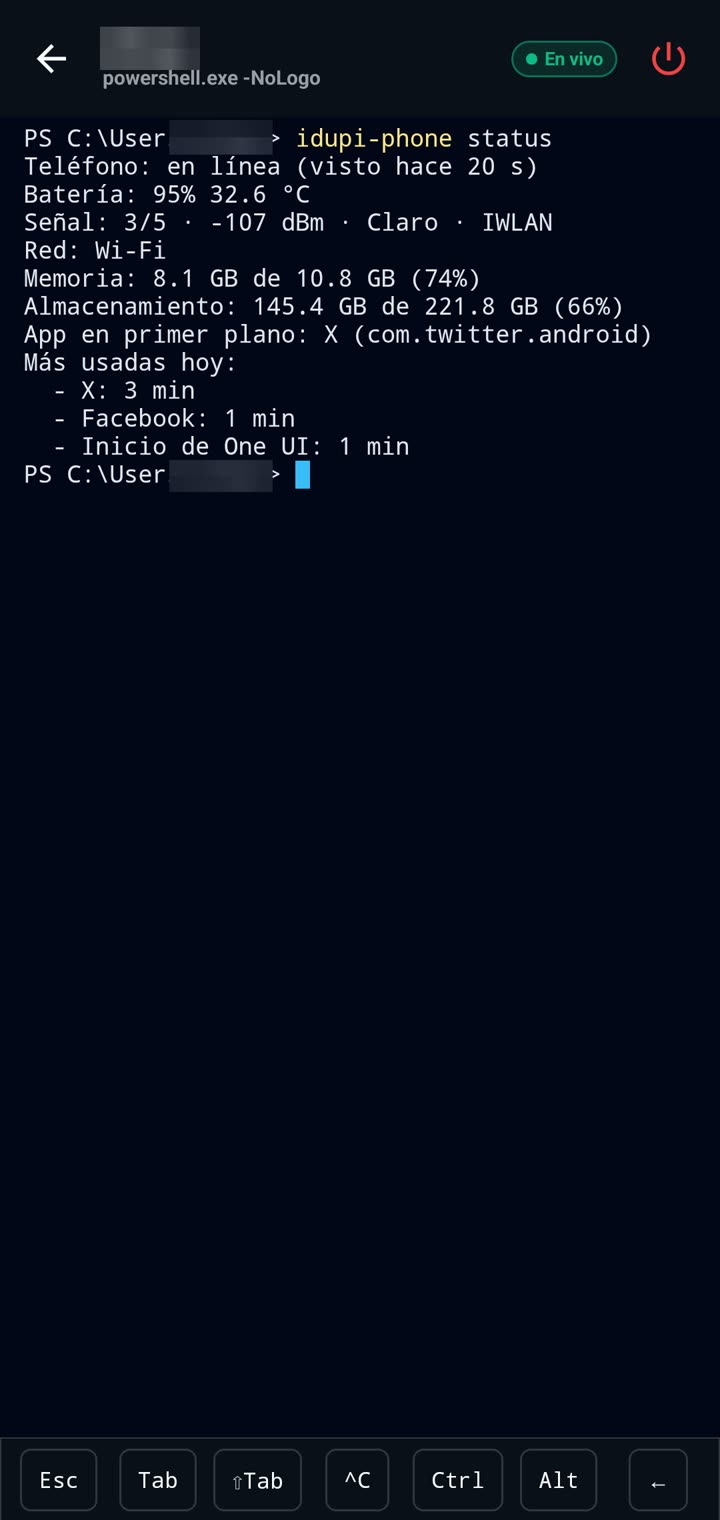 powershell.exe -NoLogo
En vivo
PS C:\User > idupi-phone status
Teléfono: en línea (visto hace 20 s)
Batería: 95% 32.6 °C
Señal: 3/5 · -107 dBm · Claro · IWLAN
Red: Wi-Fi
Memoria: 8.1 GB de 10.8 GB (74%)
Almacenamiento: 145.4 GB de 221.8 GB (66%)
App en primer plano: X (com.twitter.android)
Más usadas hoy:
- X: 3 min
- Facebook: 1 min
- Inicio de One UI: 1 min
PS C:\User >
Esc Tab ⇧Tab ^C Ctrl Alt ←